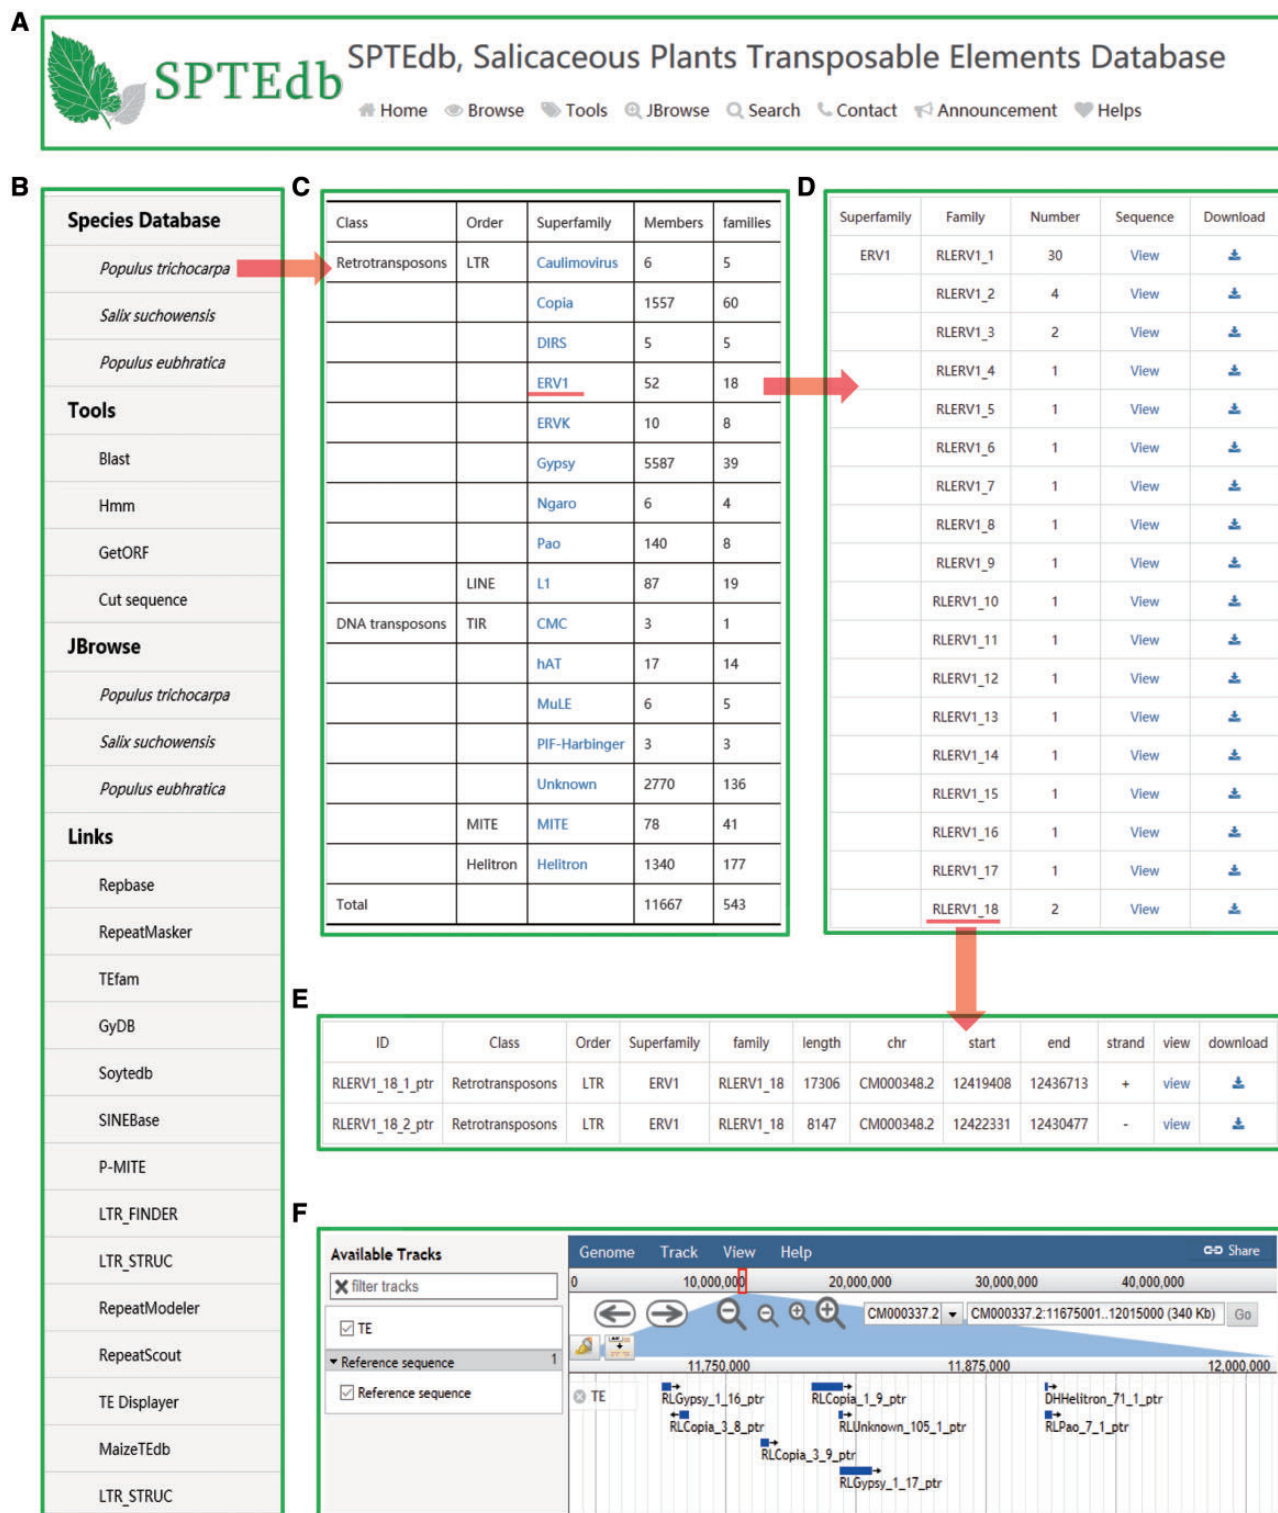 A
SPTEdb
SPTEdb, Salicaceous Plants Transposable Elements Database
Home Browse Tools JBrowse Search Contact Announcement Helps
B
Species Database
Populus trichocarpa
Salix suchowensis
Populus eubhratica
Tools
Blast
Hmm
GetORF
Cut sequence
JBrowse
Populus trichocarpa
Salix suchowensis
Populus eubhratica
Links
Repbase
RepeatMasker
TEfam
GyDB
Soytedb
SINEBase
P-MITE
LTR_FINDER
LTR_STRUC
RepeatModeler
RepeatScout
TE Displayer
MaizeTEdb
LTR_STRUC
C
Class Order Superfamily Members families
Retrotransposons LTR Caulimovirus 6 5
Copia 1557 60
DIRS 5 5
ERV1 52 18
ERVK 10 8
Gypsy 5587 39
Ngaro 6 4
Pao 140 8
LINE L1 87 19
DNA transposons TIR CMC 3 1
hAT 17 14
MuLE 6 5
PIF-Harbinger 3 3
Unknown 2770 136
MITE MITE 78 41
Helitron Helitron 1340 177
Total 11667 543
D
Superfamily Family Number Sequence Download
ERV1 RLERV1_1 30 View
RLERV1_2 4 View
RLERV1_3 2 View
RLERV1_4 1 View
RLERV1_5 1 View
RLERV1_6 1 View
RLERV1_7 1 View
RLERV1_8 1 View
RLERV1_9 1 View
RLERV1_10 1 View
RLERV1_11 1 View
RLERV1_12 1 View
RLERV1_13 1 View
RLERV1_14 1 View
RLERV1_15 1 View
RLERV1_16 1 View
RLERV1_17 1 View
RLERV1_18 2 View
E
ID Class Order Superfamily family length chr start end strand view download
RLERV1_18_1_ptr Retrotransposons LTR ERV1 RLERV1_18 17306 CM000348.2 12419408 12436713 + view
RLERV1_18_2_ptr Retrotransposons LTR ERV1 RLERV1_18 8147 CM000348.2 12422331 12430477 - view
F
Available Tracks
filter tracks
TE
Reference sequence 1
Reference sequence
Genome Track View Help Share
0 10,000,000 20,000,000 30,000,000 40,000,000
CM000337.2 CM000337.2:11675001..12015000 (340 Kb) Go
11,750,000 11,875,000 12,000,000
TE
RLGypsy_1_16_ptr RLCopia_1_9_ptr DHHelitron_71_1_ptr
RLCopia_3_8_ptr RLUnknown_105_1_ptr RLPao_7_1_ptr
RLCopia_3_9_ptr
RLGypsy_1_17_ptr